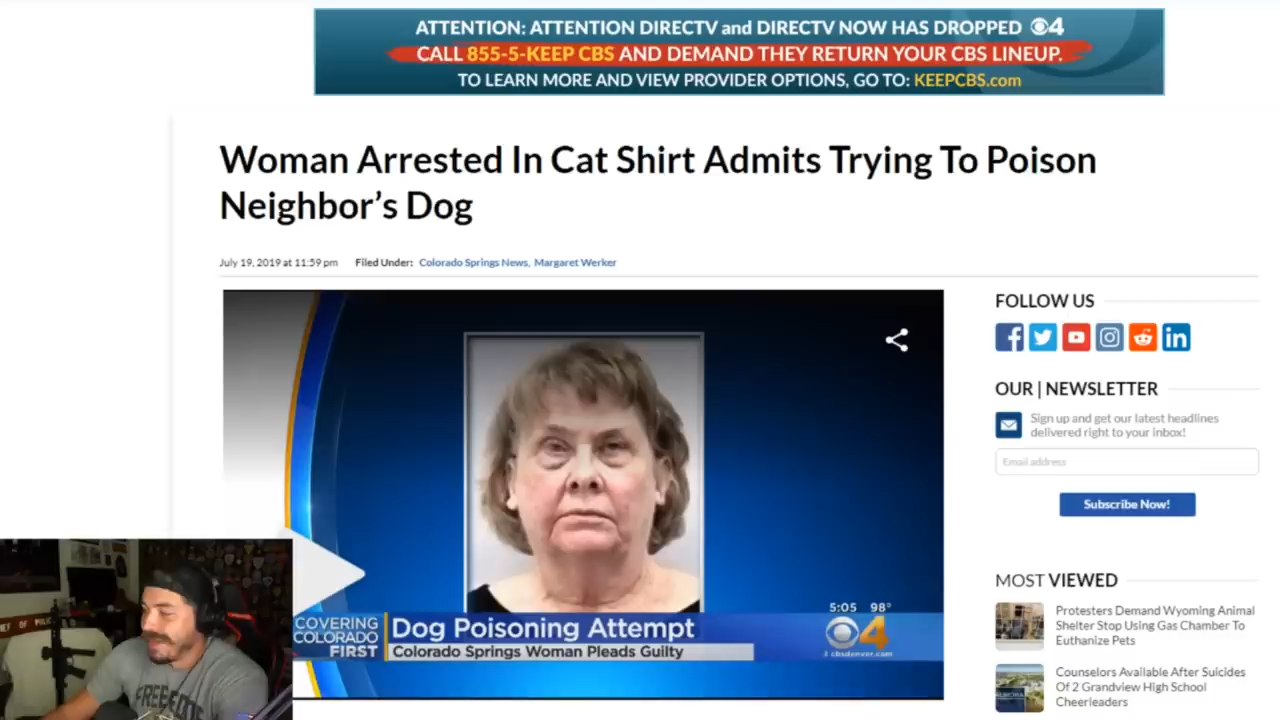 ATTENTION: ATTENTION DIRECTV and DIRECTV NOW HAS DROPPED 4
CALL 855-5-KEEP CBS AND DEMAND THEY RETURN YOUR CBS LINEUP.
TO LEARN MORE AND VIEW PROVIDER OPTIONS, GO TO: KEEPCBS.com
Woman Arrested In Cat Shirt Admits Trying To Poison
Neighbor's Dog
July 19, 2019 at 11:59 pm Filed Under: Colorado Springs News, Margaret Werker
COVERING
COLORADO
FIRST
Dog Poisoning Attempt
Colorado Springs Woman Pleads Guilty
5:05 98°
4
cbsdenver.com
FOLLOW US
OUR | NEWSLETTER
Sign up and get our latest headlines
delivered right to your inbox!
Email address
Subscribe Now!
MOST VIEWED
Protesters Demand Wyoming Animal
Shelter Stop Using Gas Chamber To
Euthanize Pets
Counselors Available After Suicides
Of 2 Grandview High School
Cheerleaders